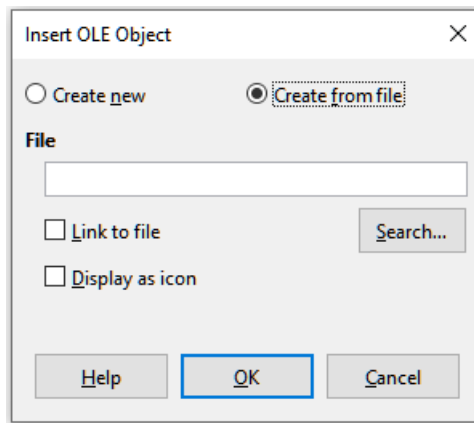 Insert OLE Object
Create new Create from file
File
Link to file Search...
Display as icon
Help OK Cancel